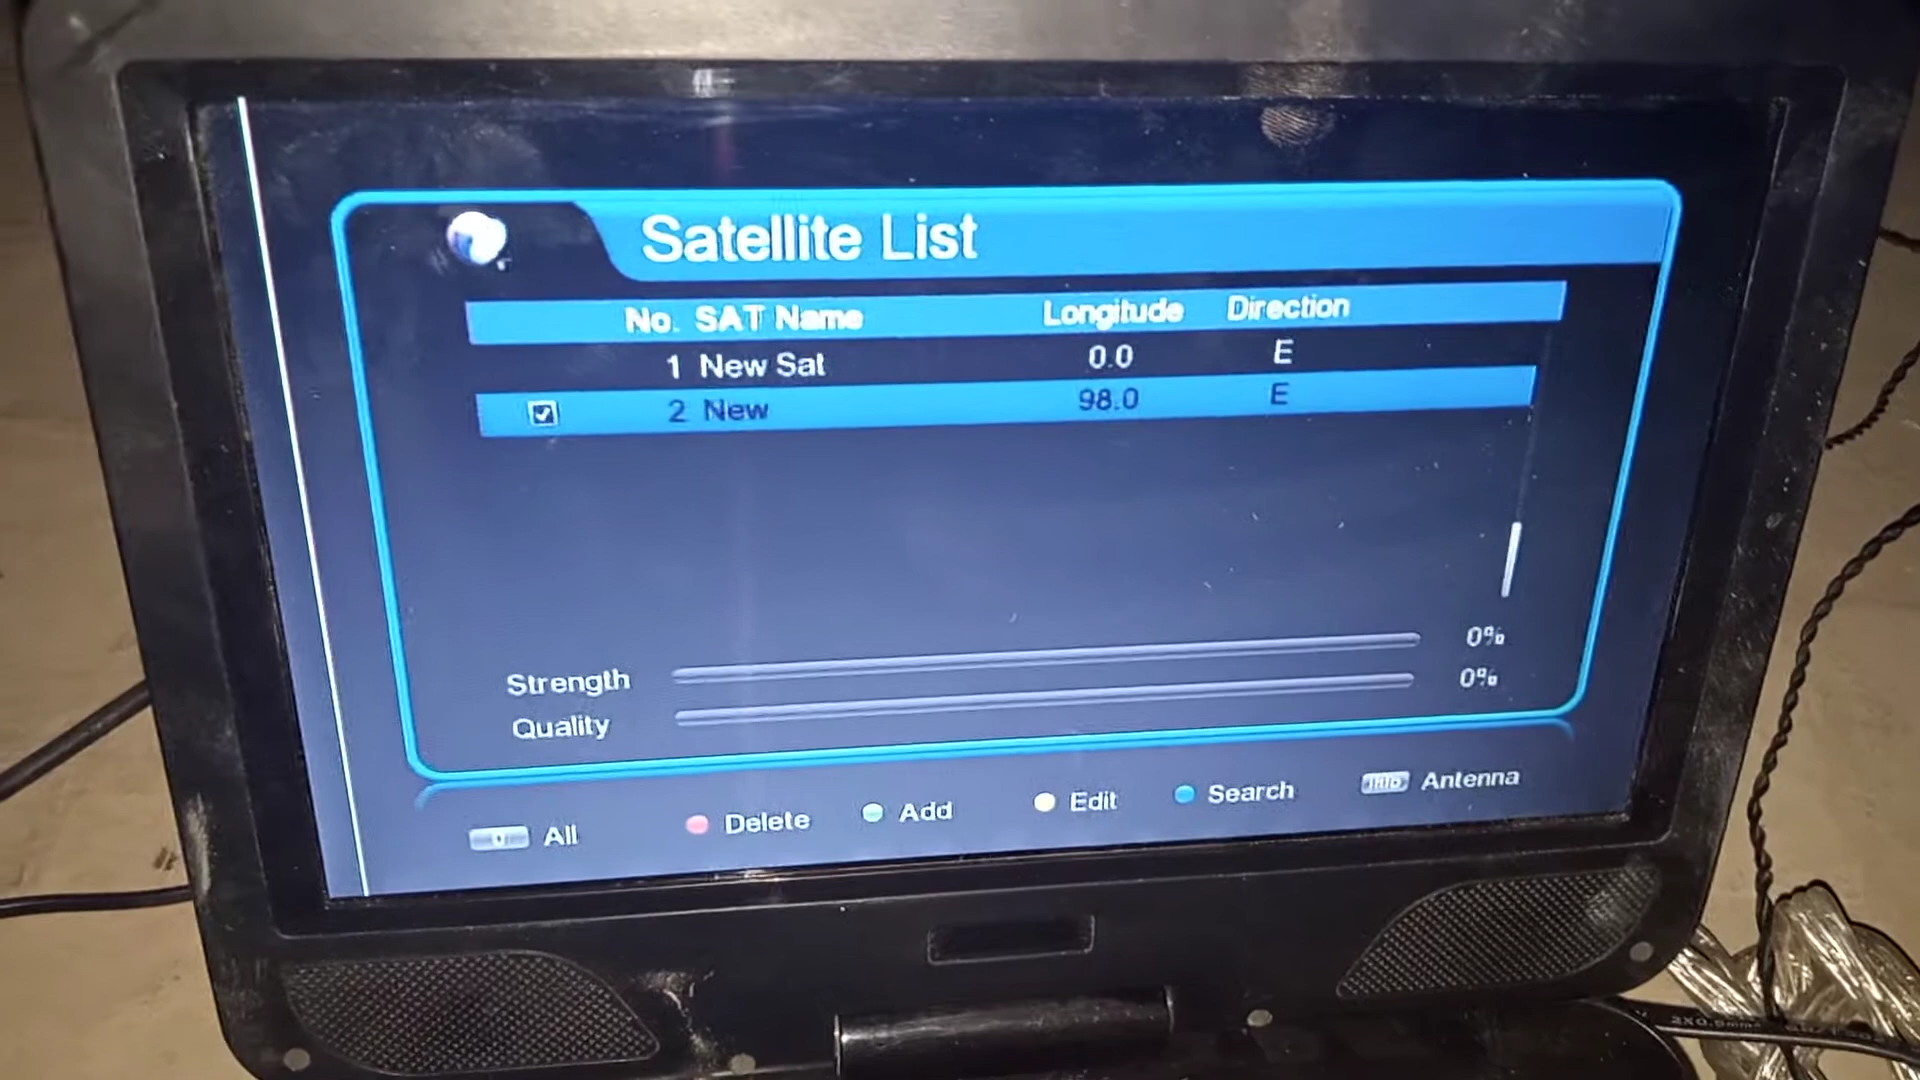 Satellite List
No. SAT Name Longitude Direction
1 New Sat 0.0 E
2 New 98.0 E
Strength 0%
Quality 0%
All Delete Add Edit Search Info Antenna